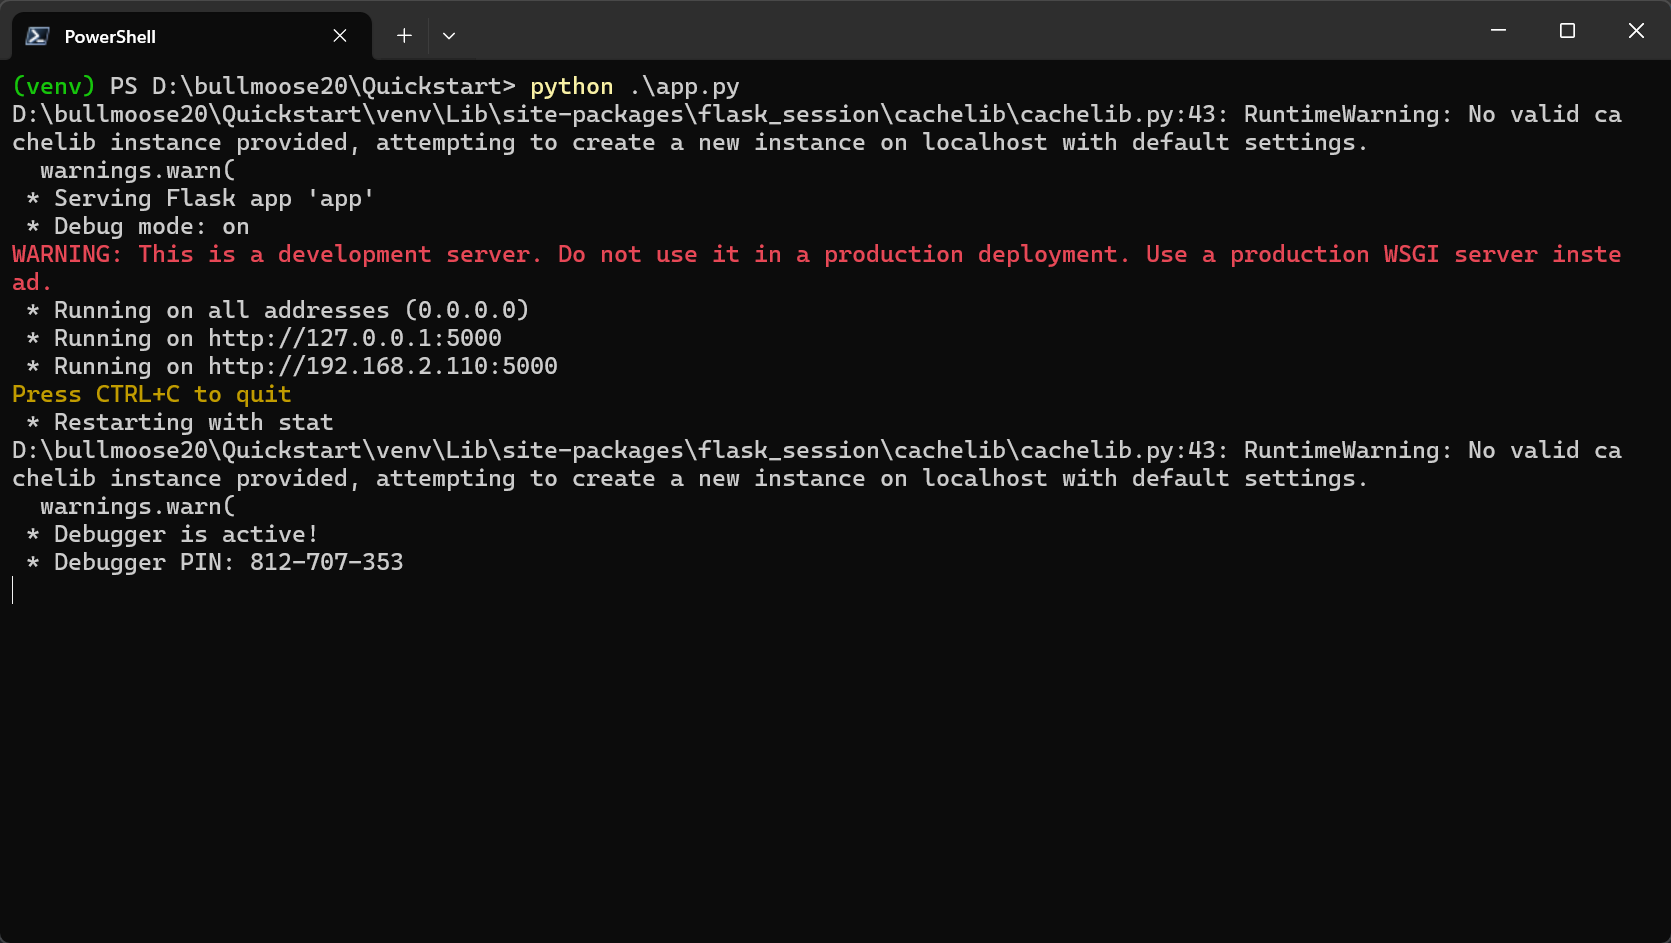 PowerShell
(venv) PS D:\bullmoose20\Quickstart> python .\app.py
D:\bullmoose20\Quickstart\venv\Lib\site-packages\flask_session\cachelib\cachelib.py:43: RuntimeWarning: No valid ca
chelib instance provided, attempting to create a new instance on localhost with default settings.
  warnings.warn(
 * Serving Flask app 'app'
 * Debug mode: on
WARNING: This is a development server. Do not use it in a production deployment. Use a production WSGI server inste
ad.
 * Running on all addresses (0.0.0.0)
 * Running on http://127.0.0.1:5000
 * Running on http://192.168.2.110:5000
Press CTRL+C to quit
 * Restarting with stat
D:\bullmoose20\Quickstart\venv\Lib\site-packages\flask_session\cachelib\cachelib.py:43: RuntimeWarning: No valid ca
chelib instance provided, attempting to create a new instance on localhost with default settings.
  warnings.warn(
 * Debugger is active!
 * Debugger PIN: 812-707-353